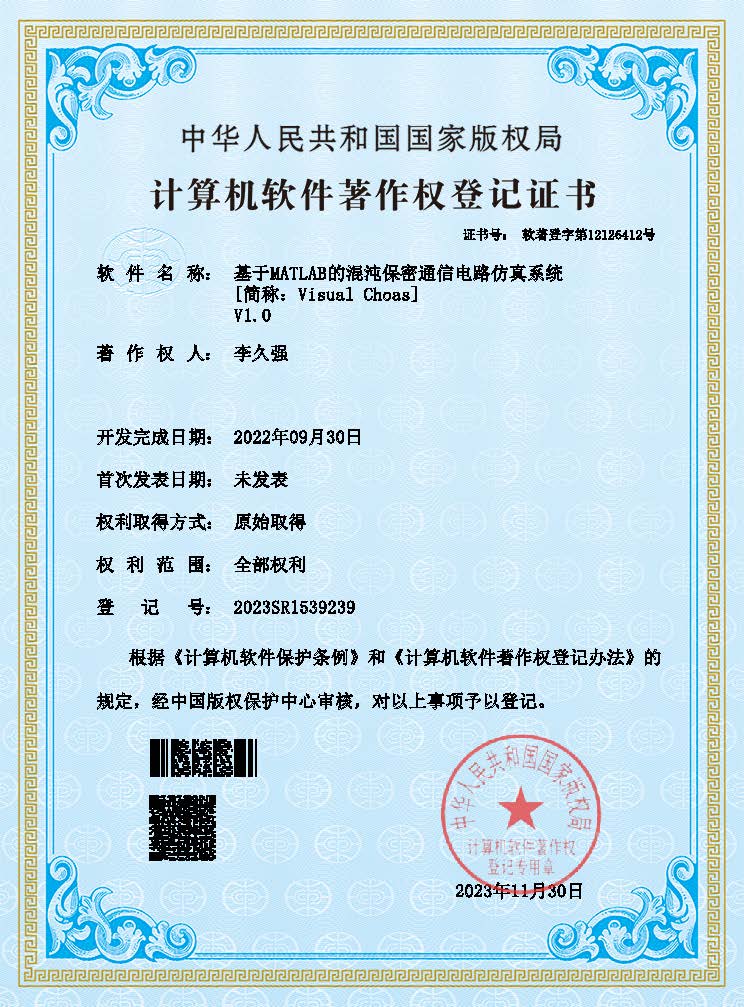 中华人民共和国国家版权局
计算机软件著作权登记证书
证书号： 软著登字第12126412号
软件名称： 基于MATLAB的混沌保密通信电路仿真系统
[简称：Visual Choas]
V1.0
著作权人： 李久强
开发完成日期： 2022年09月30日
首次发表日期： 未发表
权利取得方式： 原始取得
权利范围： 全部权利
登记号： 2023SR1539239
根据《计算机软件保护条例》和《计算机软件著作权登记办法》的
规定，经中国版权保护中心审核，对以上事项予以登记。
中华人民共和国国家版权局
计算机软件著作权
登记专用章
2023年11月30日